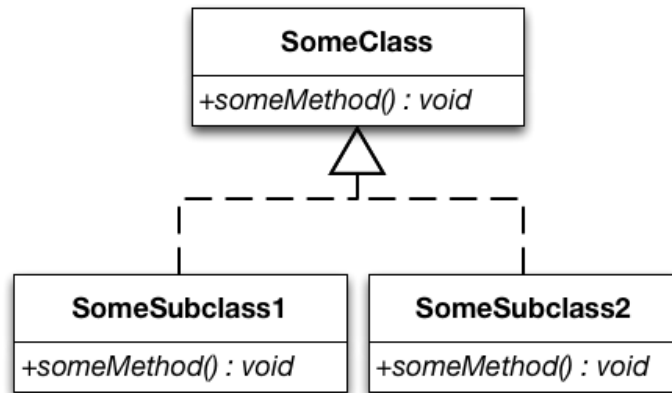 SomeClass
+someMethod() : void
SomeSubclass1
SomeSubclass2
+someMethod() : void
+someMethod() : void